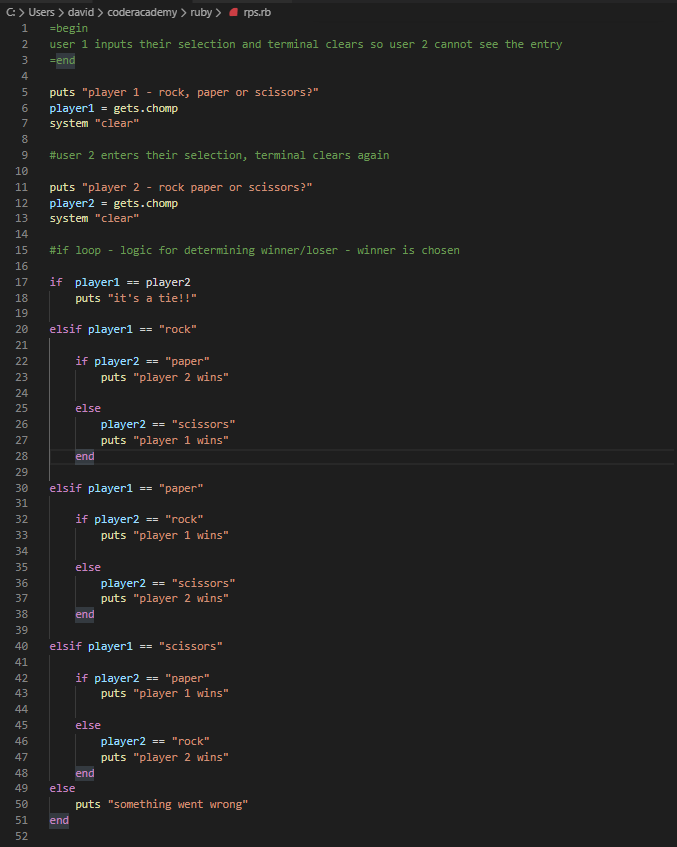 C: > Users > david > coderacademy > ruby > rps.rb
1 =begin
2 user 1 inputs their selection and terminal clears so user 2 cannot see the entry
3 =end
4
5 puts "player 1 - rock, paper or scissors?"
6 player1 = gets.chomp
7 system "clear"
8
9 #user 2 enters their selection, terminal clears again
10
11 puts "player 2 - rock paper or scissors?"
12 player2 = gets.chomp
13 system "clear"
14
15 #if loop - logic for determining winner/loser - winner is chosen
16
17 if  player1 == player2
18     puts "it's a tie!!"
19
20 elsif player1 == "rock"
21
22     if player2 == "paper"
23         puts "player 2 wins"
24
25     else
26         player2 == "scissors"
27         puts "player 1 wins"
28     end
29
30 elsif player1 == "paper"
31
32     if player2 == "rock"
33         puts "player 1 wins"
34
35     else
36         player2 == "scissors"
37         puts "player 2 wins"
38     end
39
40 elsif player1 == "scissors"
41
42     if player2 == "paper"
43         puts "player 1 wins"
44
45     else
46         player2 == "rock"
47         puts "player 2 wins"
48     end
49 else
50     puts "something went wrong"
51 end
52